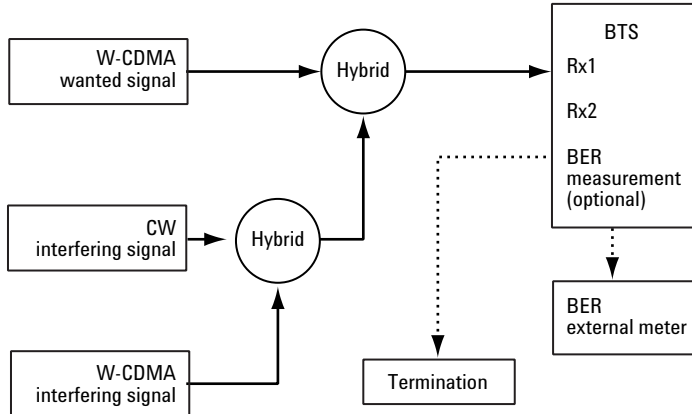 W-CDMA
wanted signal
Hybrid
BTS
Rx1
Rx2
BER
measurement
(optional)
CW
interfering signal
Hybrid
BER
external meter
W-CDMA
interfering signal
Termination